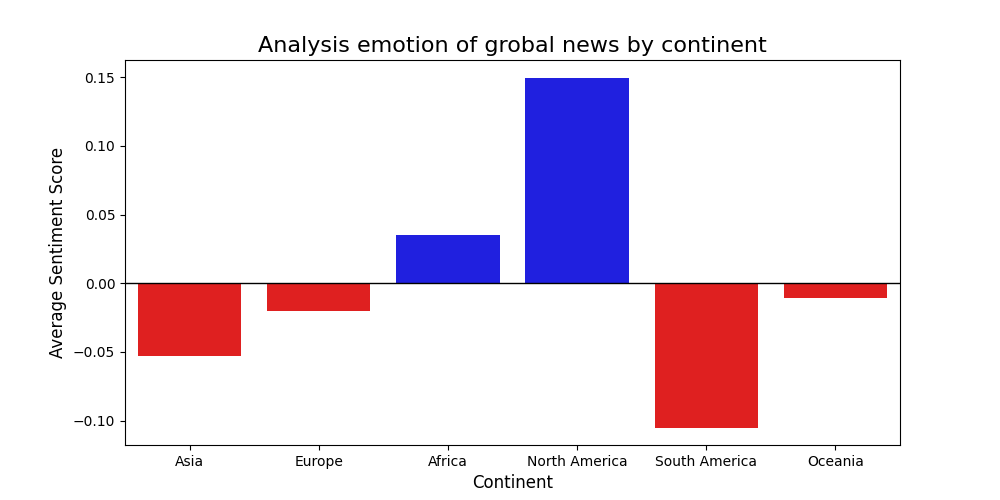 Analysis emotion of grobal news by continent
Average Sentiment Score
0.15
0.10
0.05
0.00
−0.05
−0.10
Asia Europe Africa North America South America Oceania
Continent